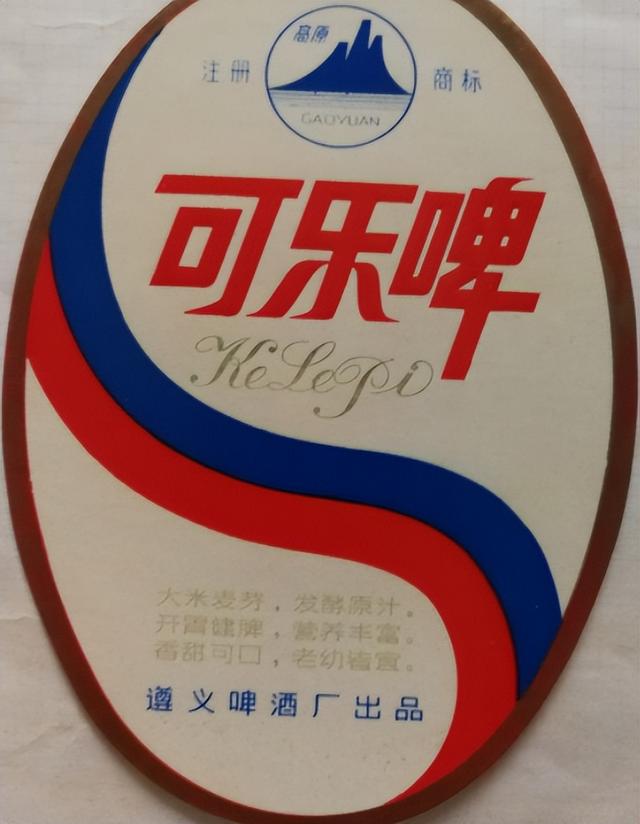 高原
注册 商标
GAOYUAN
可乐啤
KeLePi
大米麦芽，发酵原汁。
开胃健脾，营养丰富。
香甜可口，老幼皆宜。
遵义啤酒厂出品